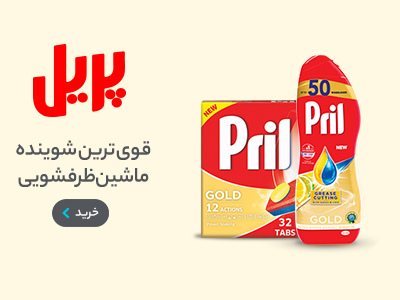 پریل
قوی‌ترین شوینده
ماشین ظرفشویی
خرید
NEW
Pril
GOLD
12 ACTIONS
32
TABS
50
Pril
NEW
GREASE
CUTTING
GOLD